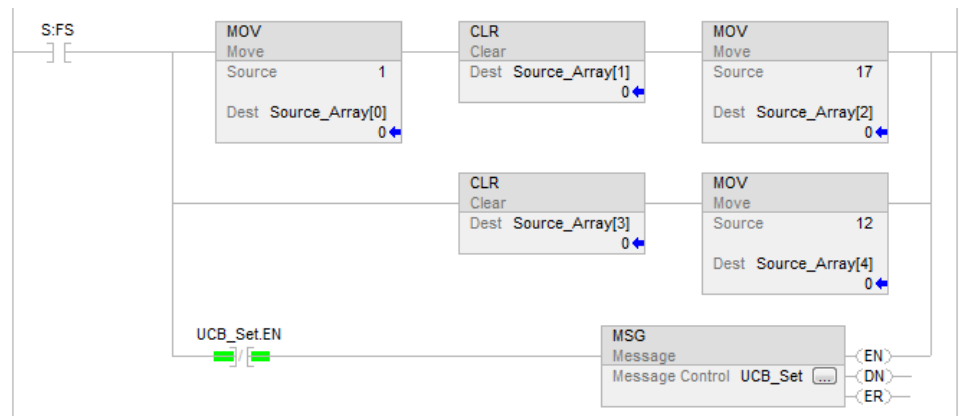 S:FS
MOV
Move
Source 1
Dest Source_Array[0]
0
CLR
Clear
Dest Source_Array[1]
0
MOV
Move
Source 17
Dest Source_Array[2]
0
CLR
Clear
Dest Source_Array[3]
0
MOV
Move
Source 12
Dest Source_Array[4]
0
UCB_Set.EN
MSG
Message
Message Control UCB_Set ...
EN
DN
ER